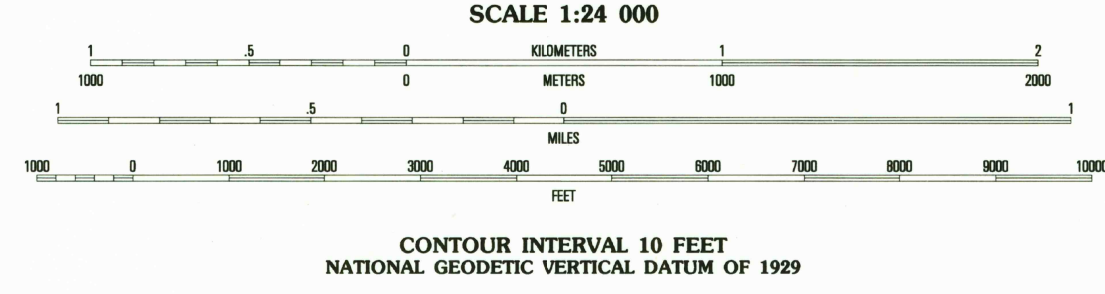 SCALE 1:24 000
1 .5 0 KILOMETERS 1 2
1000 0 METERS 1000 2000
1 .5 0 1
MILES
1000 0 1000 2000 3000 4000 5000 6000 7000 8000 9000 10000
FEET
CONTOUR INTERVAL 10 FEET
NATIONAL GEODETIC VERTICAL DATUM OF 1929